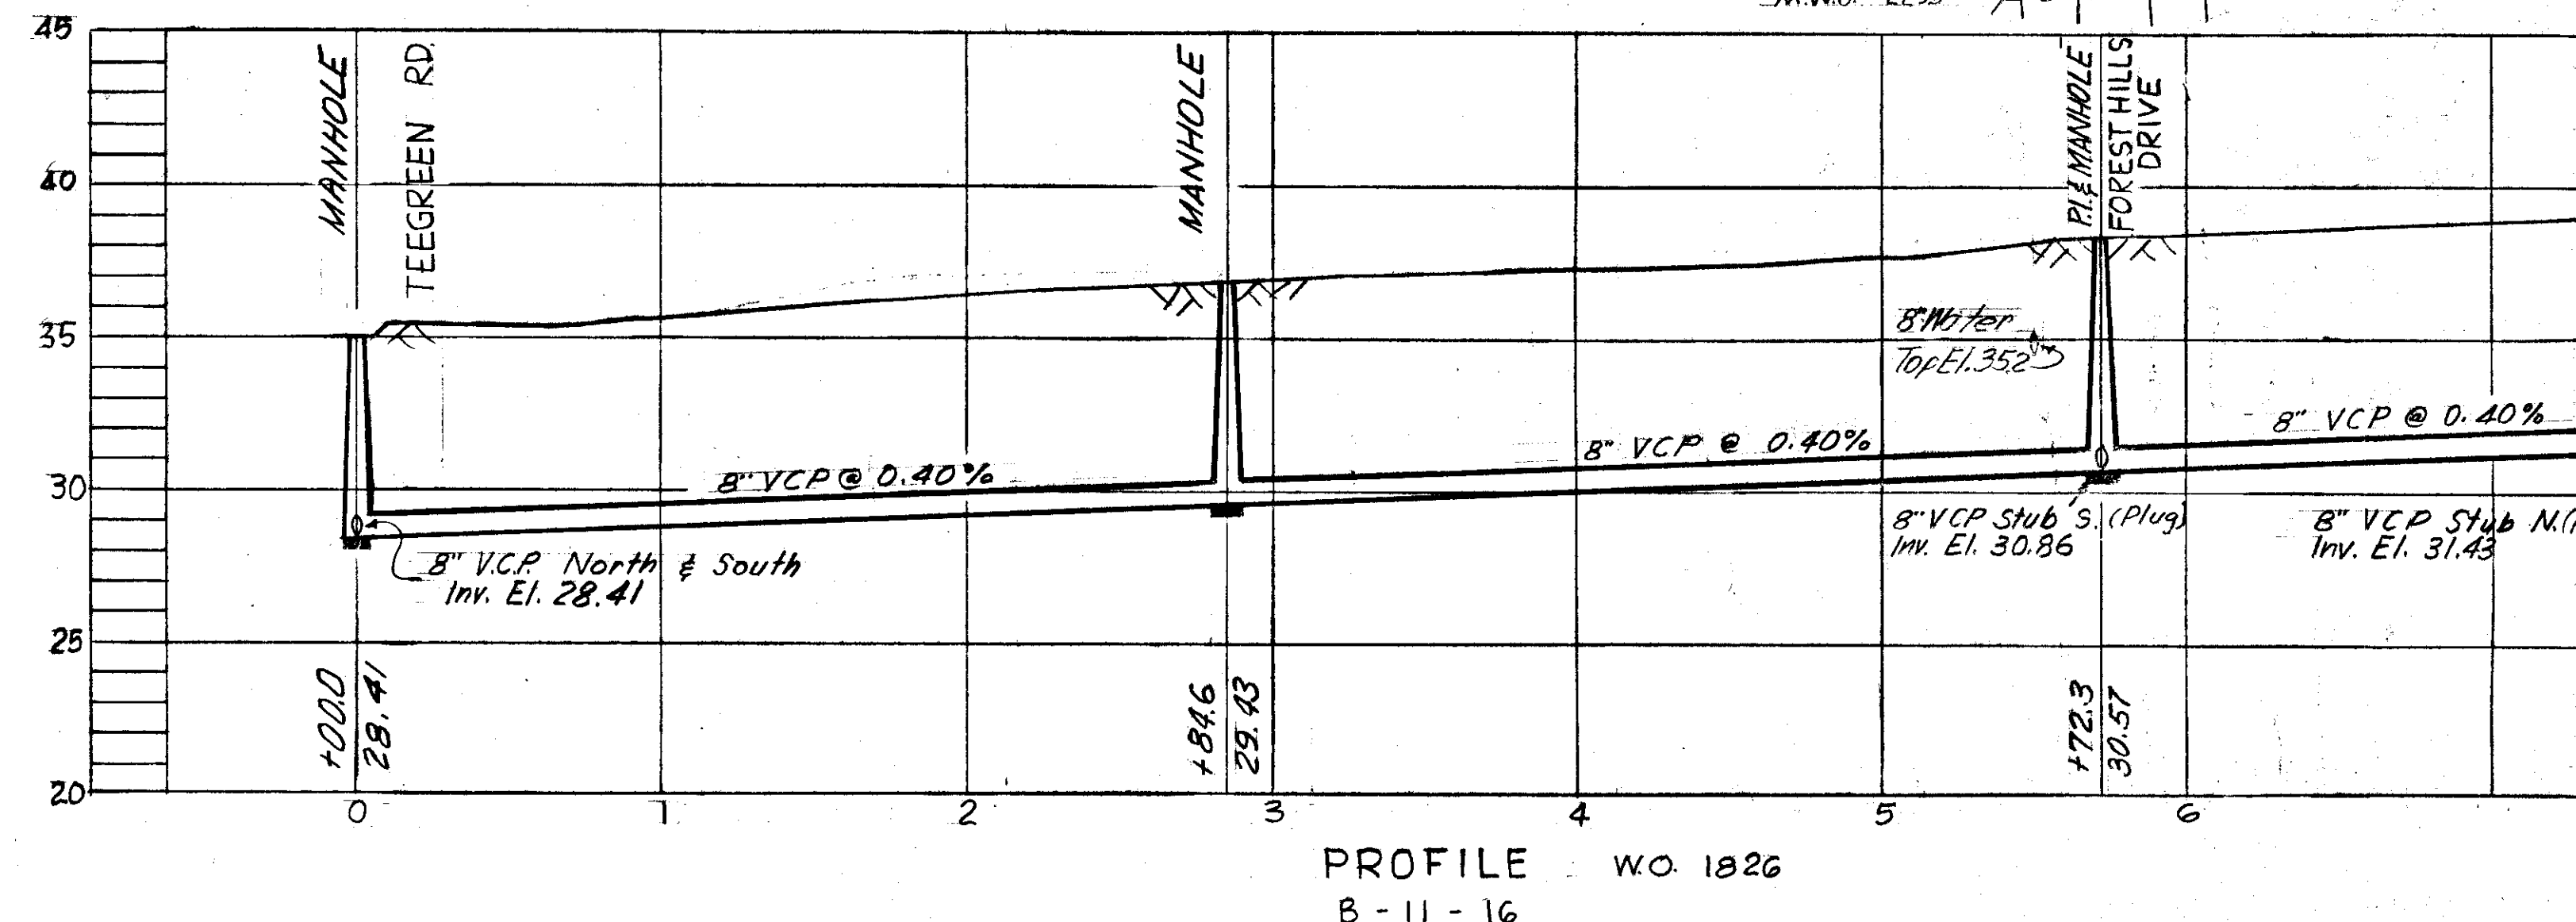 M.W.O. 2255
45
40
35
30
25
20
MANHOLE
TEEGREEN RD.
MANHOLE
P.I. & MANHOLE
FOREST HILLS
DRIVE
8" Water
Top El. 35.2
8" VCP @ 0.40%
8" VCP @ 0.40%
8" VCP @ 0.40%
8" V.C.P. North & South
Inv. El. 28.41
8" VCP Stub S. (Plug)
Inv. El. 30.86
8" VCP Stub N.
Inv. El. 31.43
+00.0
28.41
+84.6
29.43
+72.3
30.57
0 1 2 3 4 5 6
PROFILE W.O. 1826
B - 11 - 16